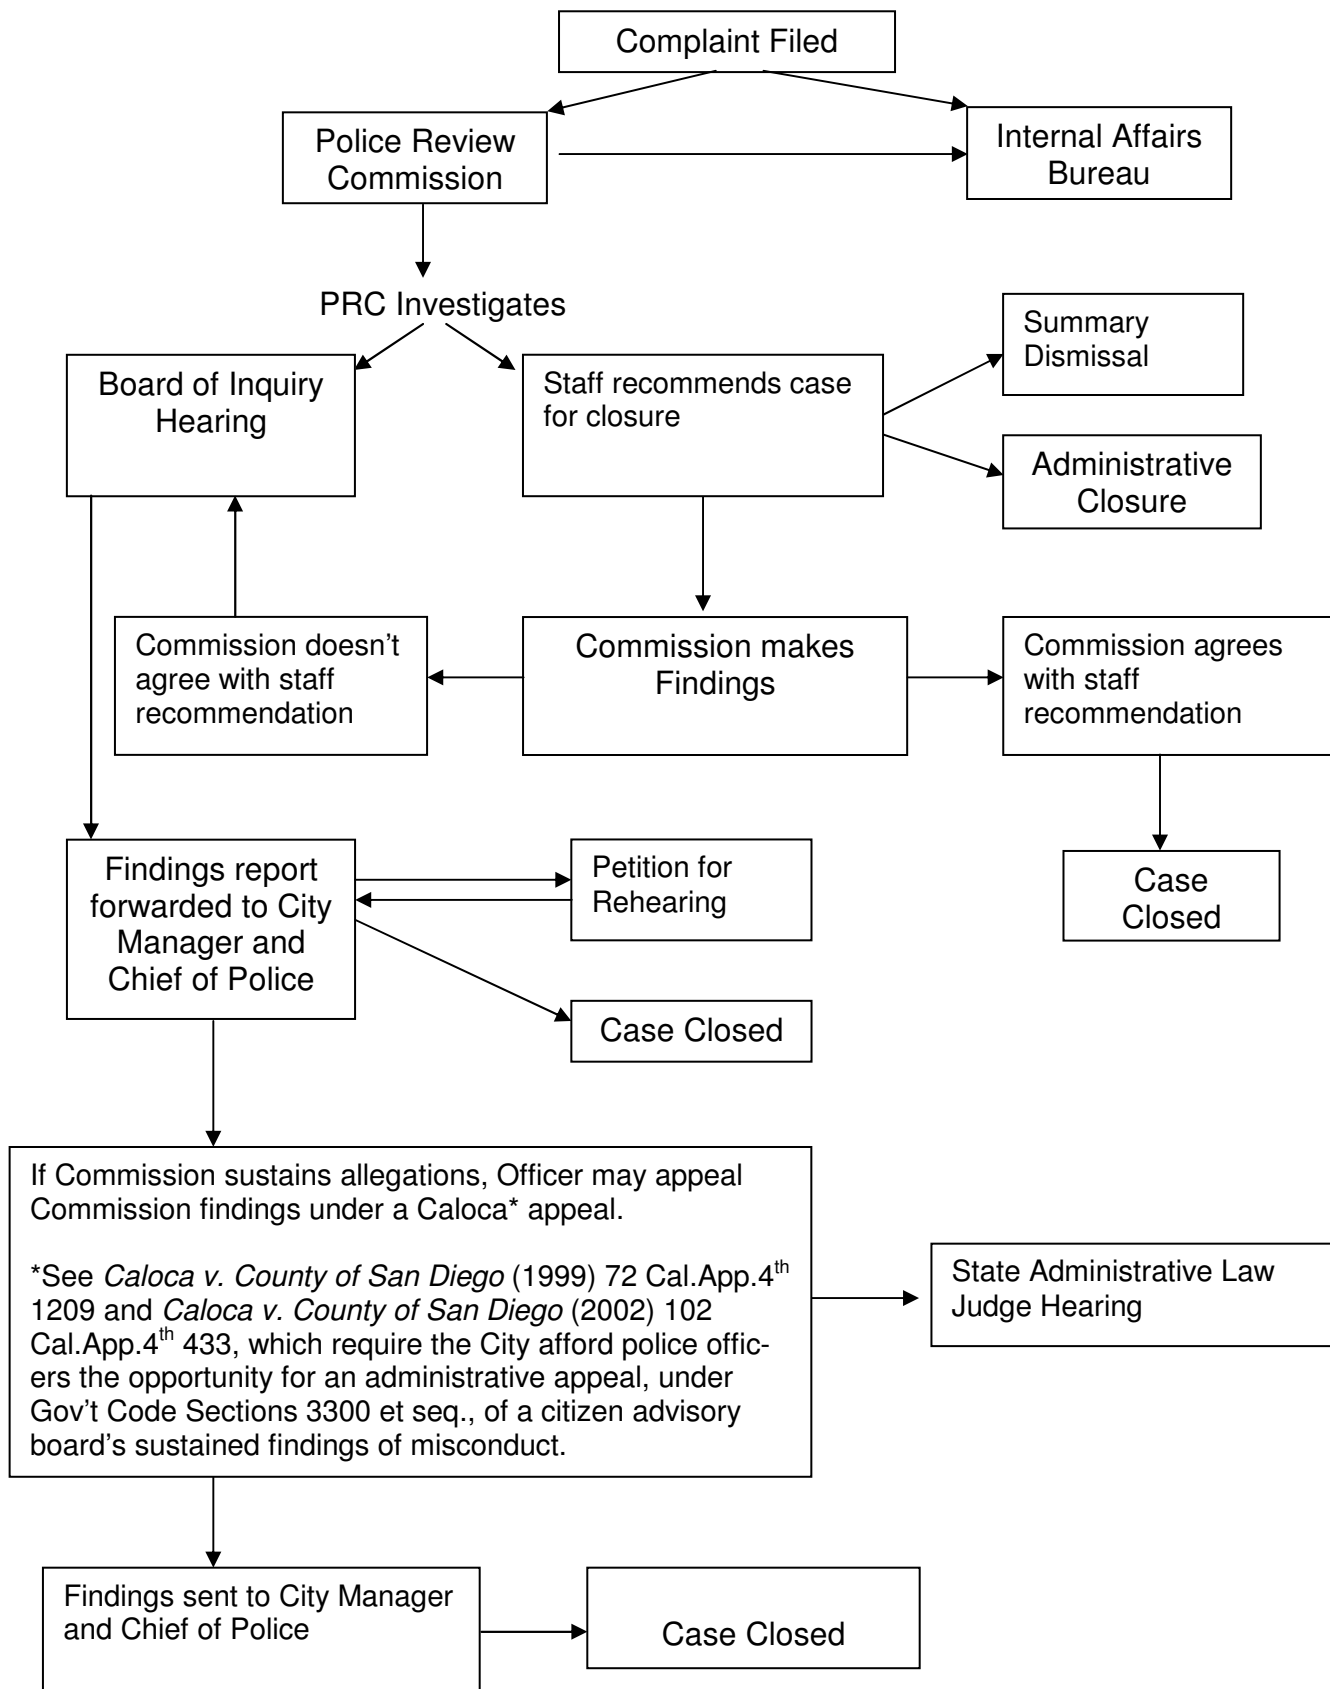 Complaint Filed
Police Review
Commission
Internal Affairs
Bureau
PRC Investigates
Summary
Dismissal
Board of Inquiry
Hearing
Staff recommends case
for closure
Administrative
Closure
Commission doesn't
agree with staff
recommendation
Commission makes
Findings
Commission agrees
with staff
recommendation
Findings report
forwarded to City
Manager and
Chief of Police
Petition for
Rehearing
Case
Closed
Case Closed
If Commission sustains allegations, Officer may appeal
Commission findings under a Caloca* appeal.
*See Caloca v. County of San Diego (1999) 72 Cal.App.4th
1209 and Caloca v. County of San Diego (2002) 102
Cal.App.4th 433, which require the City afford police offic-
ers the opportunity for an administrative appeal, under
Gov't Code Sections 3300 et seq., of a citizen advisory
board's sustained findings of misconduct.
State Administrative Law
Judge Hearing
Findings sent to City Manager
and Chief of Police
Case Closed